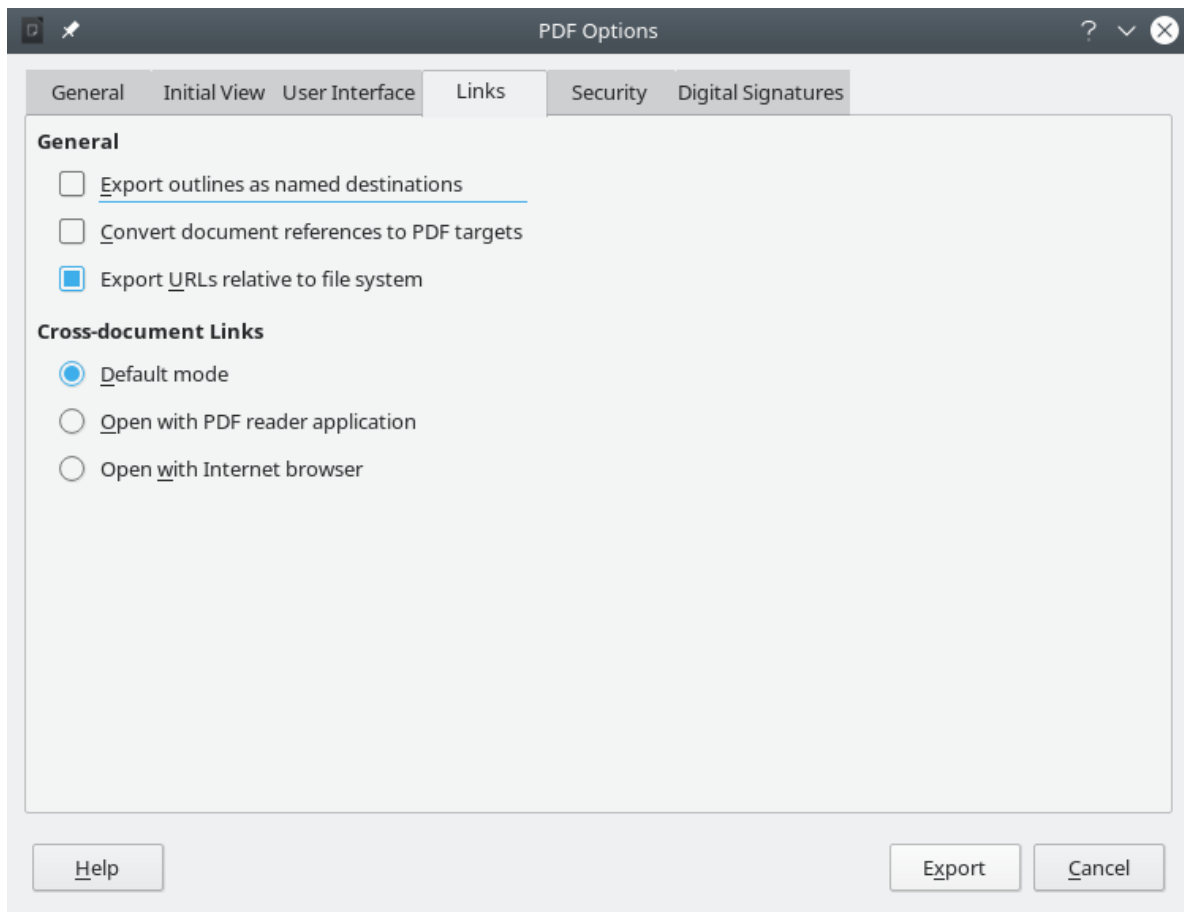 PDF Options
General
Initial View
User Interface
Links
Security
Digital Signatures
General
Export outlines as named destinations
Convert document references to PDF targets
Export URLs relative to file system
Cross-document Links
Default mode
Open with PDF reader application
Open with Internet browser
Help
Export
Cancel